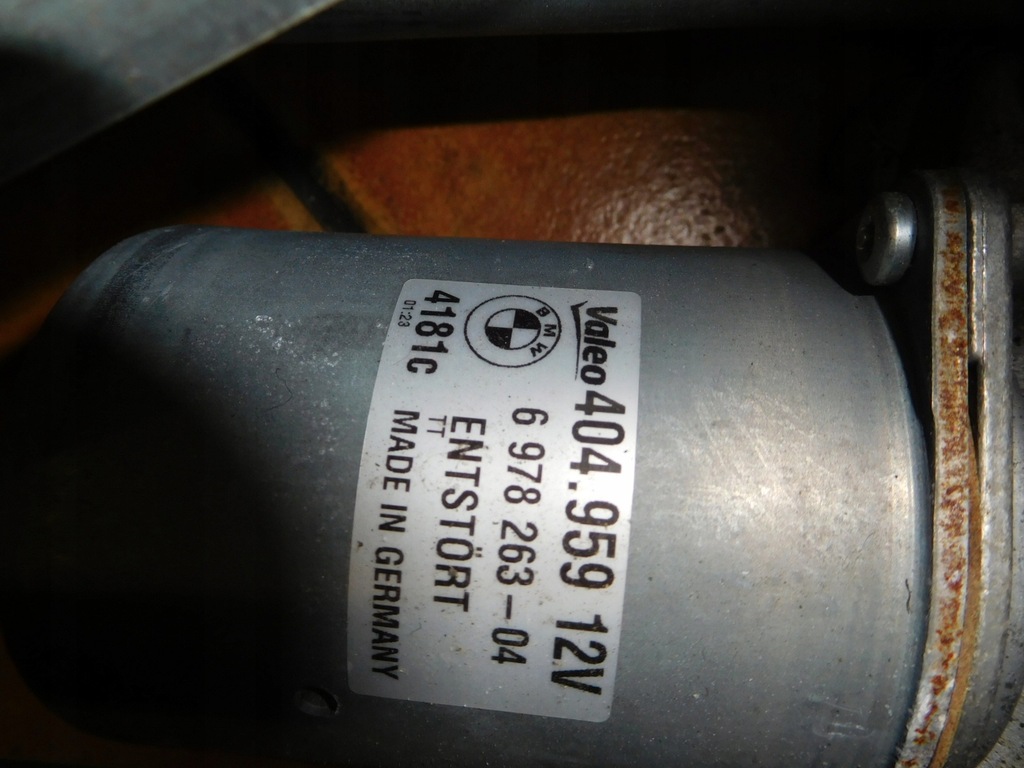 Valeo 404.959 12V
BMW 6 978 263-04
ENTSTÖRT
TT
4181C MADE IN GERMANY
01:23